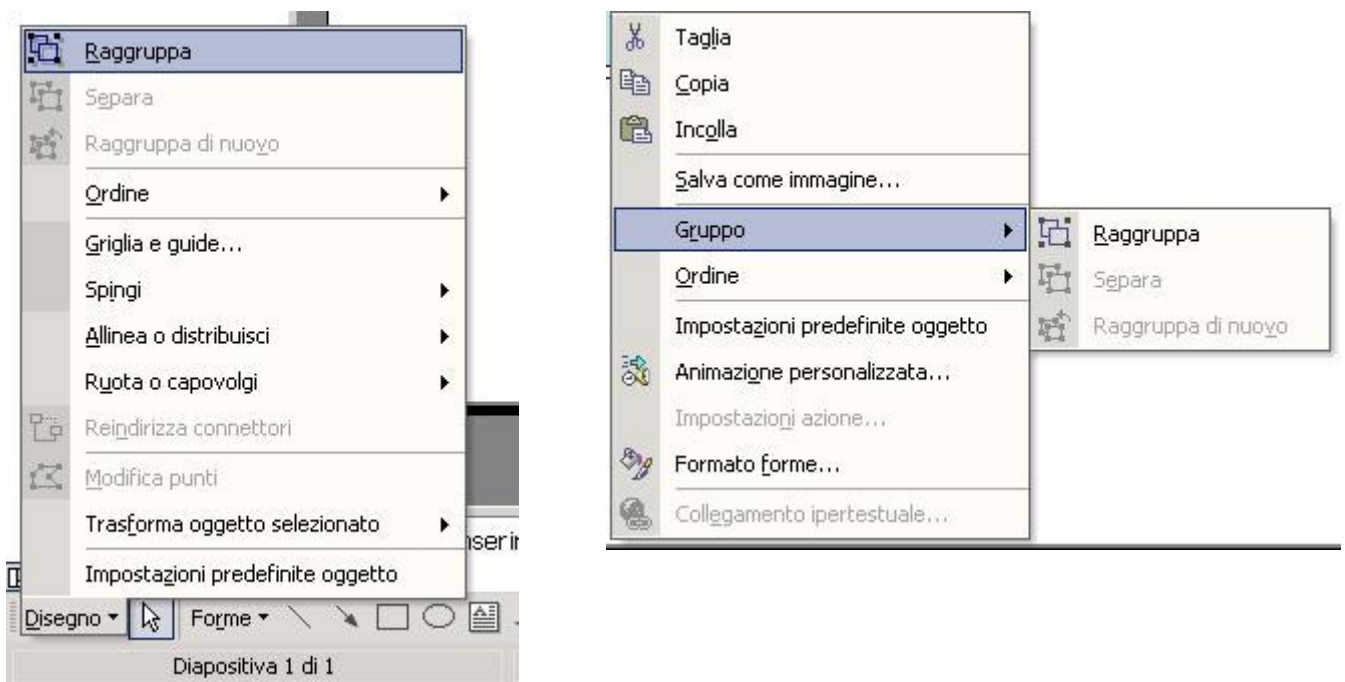 Raggruppa
Separa
Raggruppa di nuovo
Ordine
Griglia e guide...
Spingi
Allinea o distribuisci
Ruota o capovolgi
Reindirizza connettori
Modifica punti
Trasforma oggetto selezionato
Impostazioni predefinite oggetto
Disegno
Forme
Diapositiva 1 di 1
Taglia
Copia
Incolla
Salva come immagine...
Gruppo
Ordine
Impostazioni predefinite oggetto
Animazione personalizzata...
Impostazioni azione...
Formato forme...
Collegamento ipertestuale...
Raggruppa
Separa
Raggruppa di nuovo